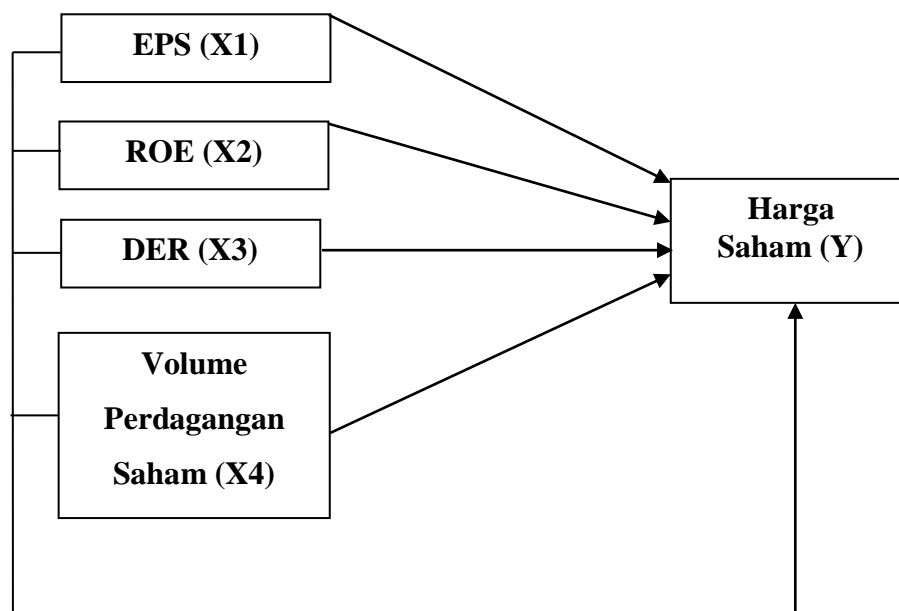 EPS (X1)
ROE (X2)
DER (X3)
Volume
Perdagangan
Saham (X4)
Harga
Saham (Y)